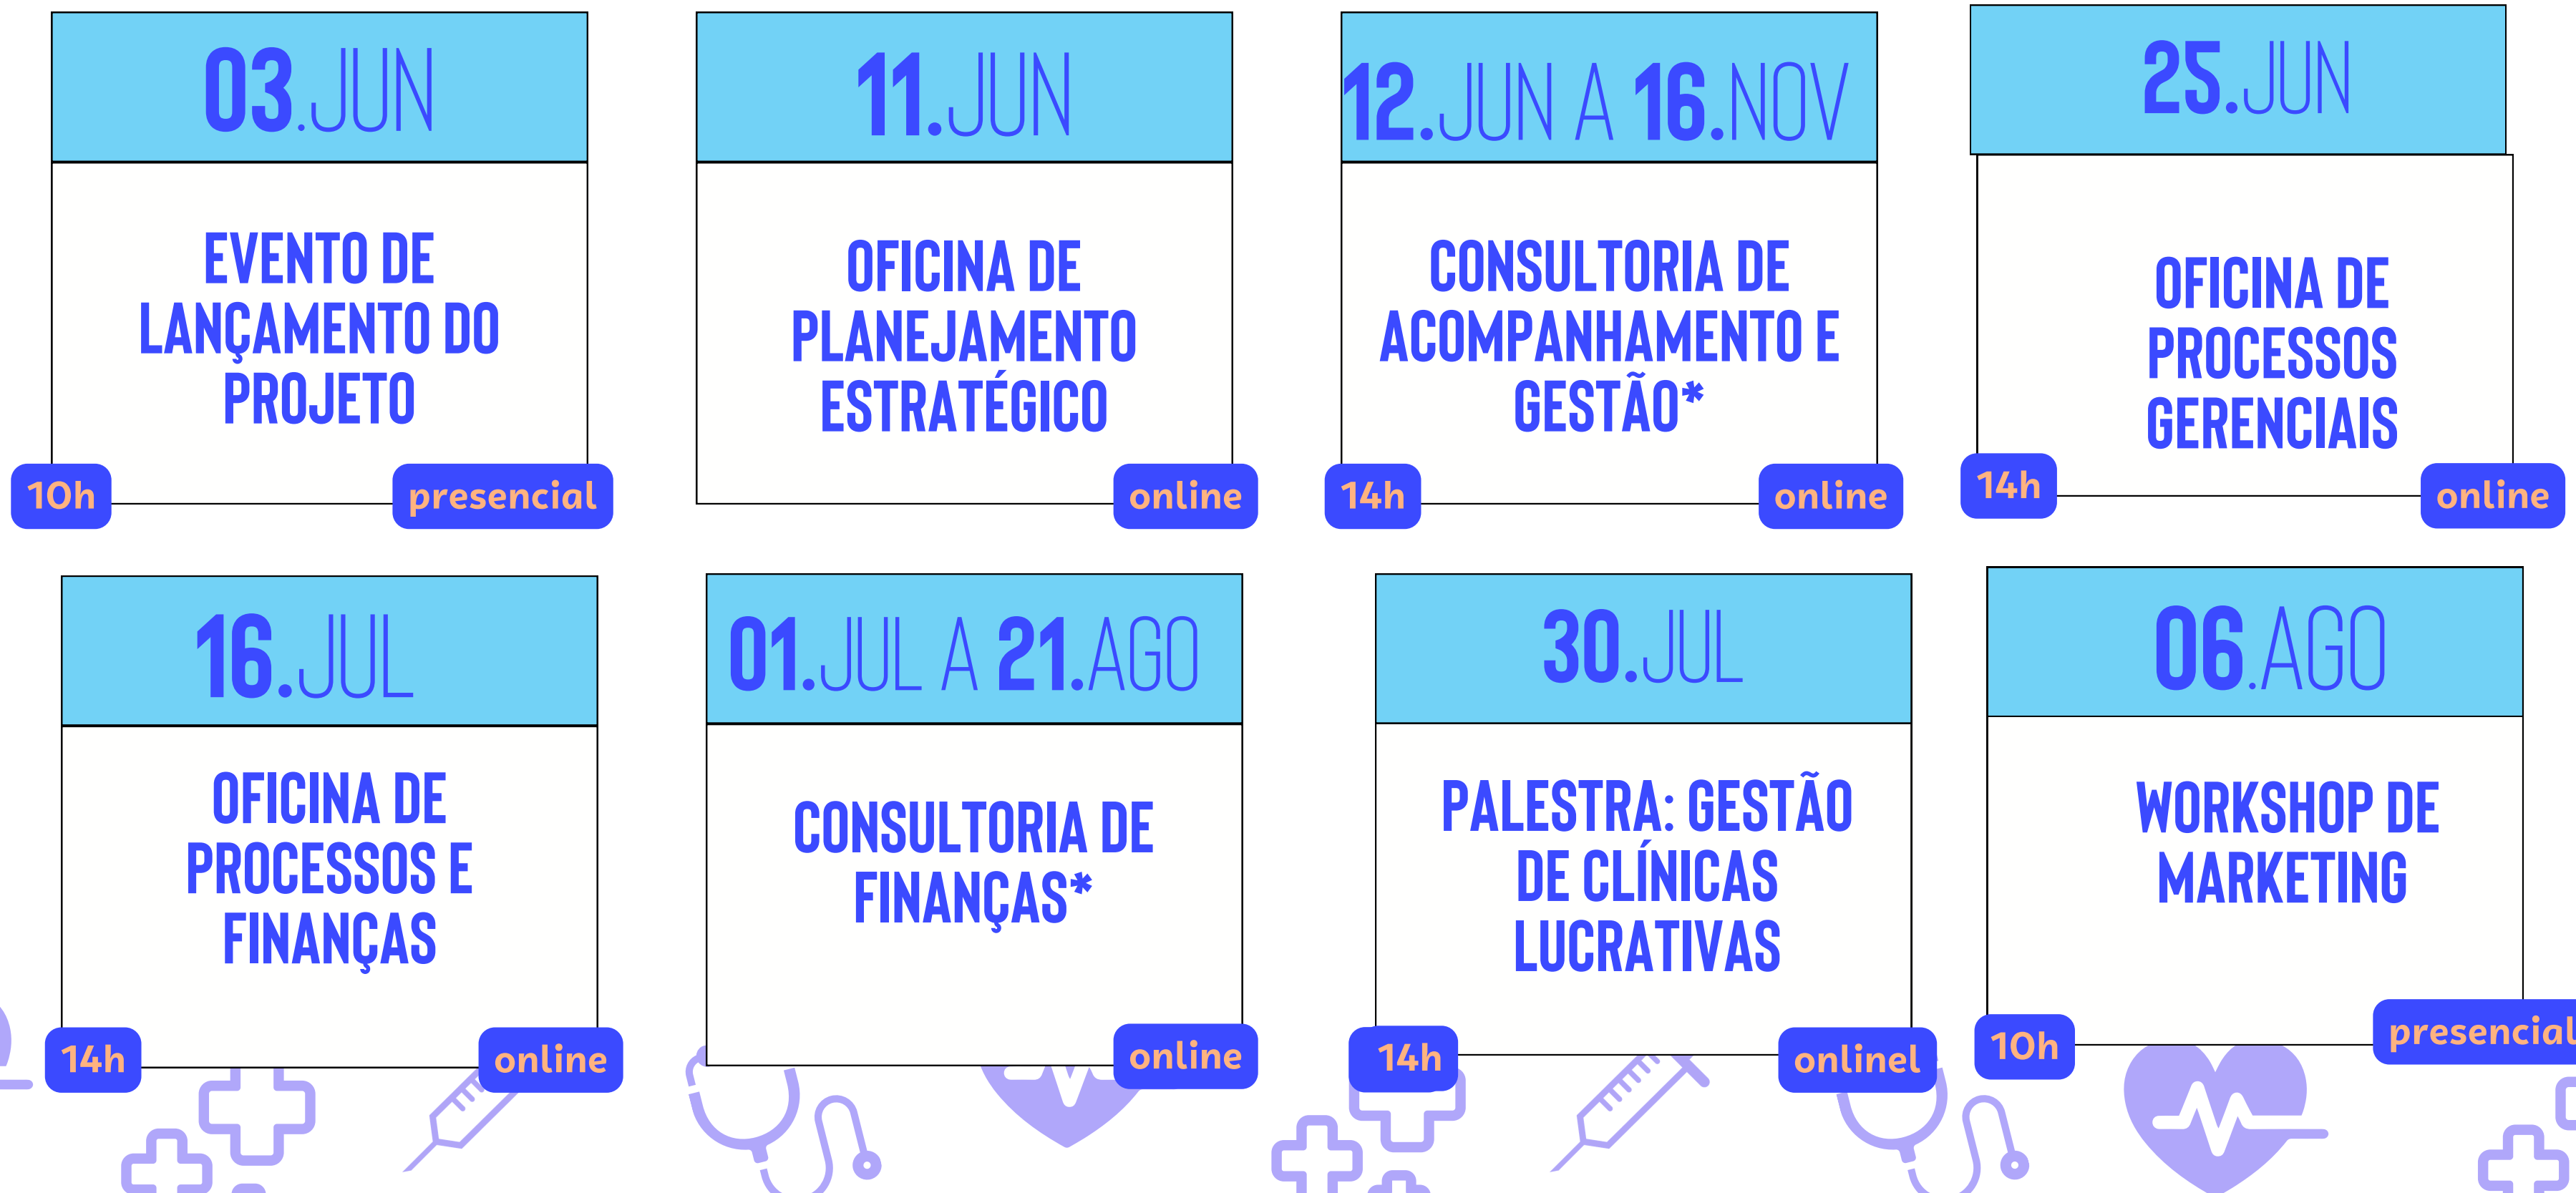 03.JUN
EVENTO DE
LANÇAMENTO DO
PROJETO
10h
presencial
11.JUN
OFICINA DE
PLANEJAMENTO
ESTRATÉGICO
online
12.JUN A 16.NOV
CONSULTORIA DE
ACOMPANHAMENTO E
GESTÃO*
14h
online
25.JUN
OFICINA DE
PROCESSOS
GERENCIAIS
14h
online
16.JUL
OFICINA DE
PROCESSOS E
FINANÇAS
14h
online
01.JUL A 21.AGO
CONSULTORIA DE
FINANÇAS*
online
30.JUL
PALESTRA: GESTÃO
DE CLÍNICAS
LUCRATIVAS
14h
onlinel
06.AGO
WORKSHOP DE
MARKETING
10h
presencial